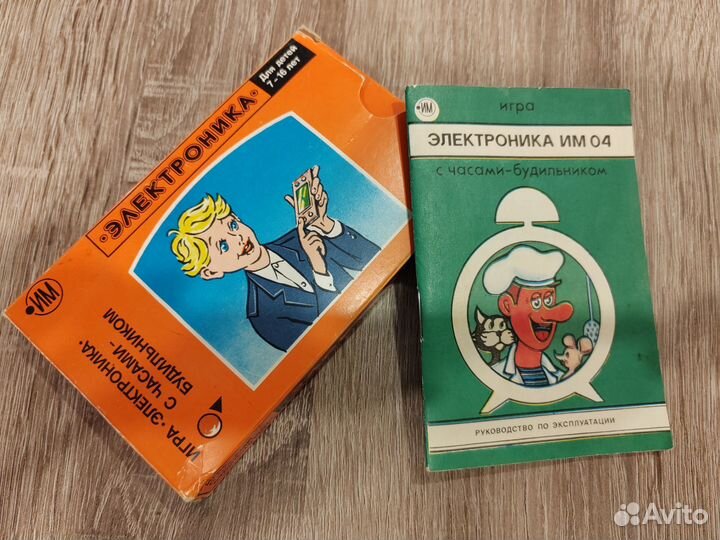 •ЭЛЕКТРОНИКА•
Для детей
7-16 лет
•ИМ
ИГРА •ЭЛЕКТРОНИКА•
С ЧАСАМИ-
БУДИЛЬНИКОМ
•ИМ
игра
ЭЛЕКТРОНИКА ИМ 04
с часами-будильником
РУКОВОДСТВО ПО ЭКСПЛУАТАЦИИ
Avito